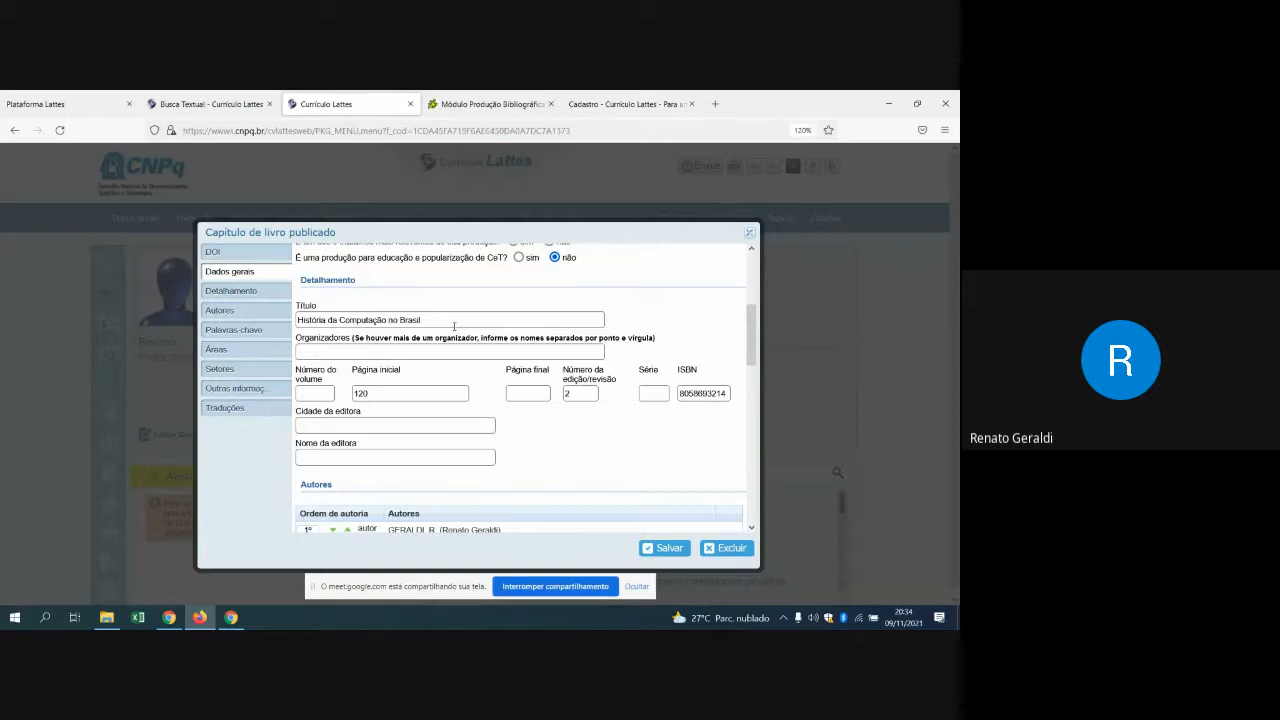 Plataforma Lattes
Busca Textual - Currículo Lattes
Currículo Lattes
Módulo Produção Bibliográfica
Cadastro - Currículo Lattes - Para un
https://wwws.cnpq.br/cvlattesweb/PKG_MENU.menu?f_cod=1CDA45FA719F6AE6450DA0A7DC7A1373
120%
CNPq
Currículo Lattes
Enviar
Capítulo de livro publicado
DOI
Dados gerais
Detalhamento
Autores
Palavras-chave
Áreas
Setores
Outras informaç...
Traduções
É uma produção para educação e popularização de CeT? sim não
Detalhamento
Título
História da Computação no Brasil
Organizadores (Se houver mais de um organizador, informe os nomes separados por ponto e vírgula)
Número do volume
Página inicial
Página final
Número da edição/revisão
Série
ISBN
120
2
8058693214
Cidade da editora
Nome da editora
Autores
Ordem de autoria Autores
1º autor GERALDI, R. (Renato Geraldi)
Salvar Excluir
O meet.google.com está compartilhando sua tela. Interromper compartilhamento Ocultar
27°C Parc. nublado
20:34
09/11/2021
R
Renato Geraldi